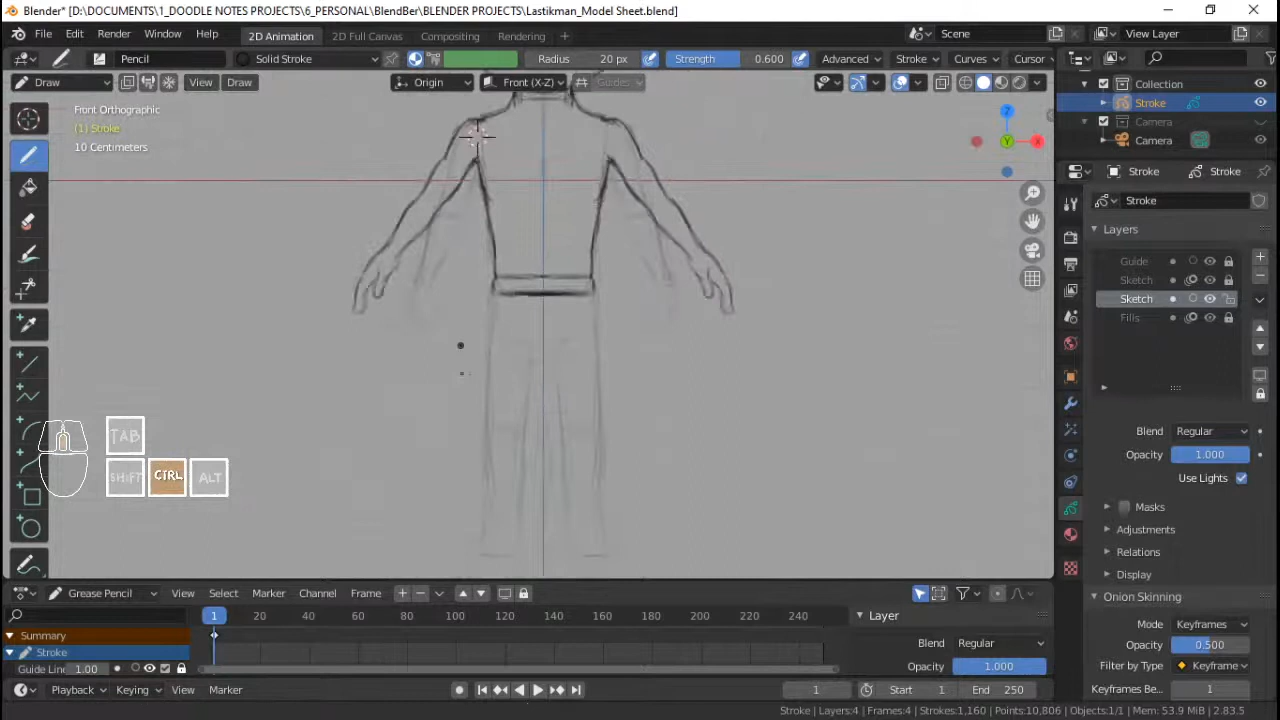 Blender* [D:\DOCUMENTS\1_DOODLE NOTES PROJECTS\6_PERSONAL\BlendBer\BLENDER PROJECTS\Lastikman_Model Sheet.blend]
File Edit Render Window Help 2D Animation 2D Full Canvas Compositing Rendering + Scene View Layer
Pencil Solid Stroke Radius 20 px Strength 0.600 Advanced Stroke Curves Cursor
Draw View Draw Origin Front (X-Z) Guides
Front Orthographic
(1) Stroke
10 Centimeters
Z
Y
X
Collection
Stroke
Camera
Camera
Stroke Stroke
Stroke
Layers
Guide
Sketch
Sketch
Fills
Blend Regular
Opacity 1.000
Use Lights
Masks
Adjustments
Relations
Display
Onion Skinning
Mode Keyframes
Opacity 0.500
Filter by Type Keyframe
Keyframes Be... 1
TAB
SHIFT CTRL ALT
Grease Pencil View Select Marker Channel Frame
1 20 40 60 80 100 120 140 160 180 200 220 240
Summary
Stroke
Guide Line 1.00
Layer
Blend Regular
Opacity 1.000
Playback Keying View Marker 1 Start 1 End 250
Stroke | Layers:4 | Frames:4 | Strokes:1,160 | Points:10,806 | Objects:1/1 | Mem: 53.9 MiB | 2.83.5